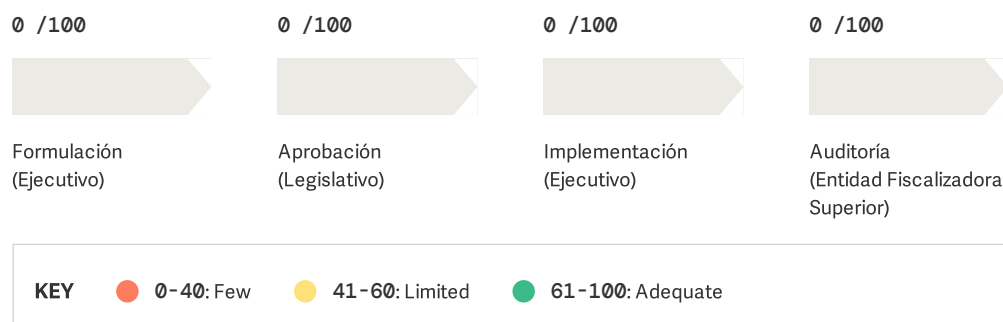 0 /100 0 /100 0 /100 0 /100
Formulación
(Ejecutivo)
Aprobación
(Legislativo)
Implementación
(Ejecutivo)
Auditoría
(Entidad Fiscalizadora
Superior)
KEY 0-40: Few 41-60: Limited 61-100: Adequate